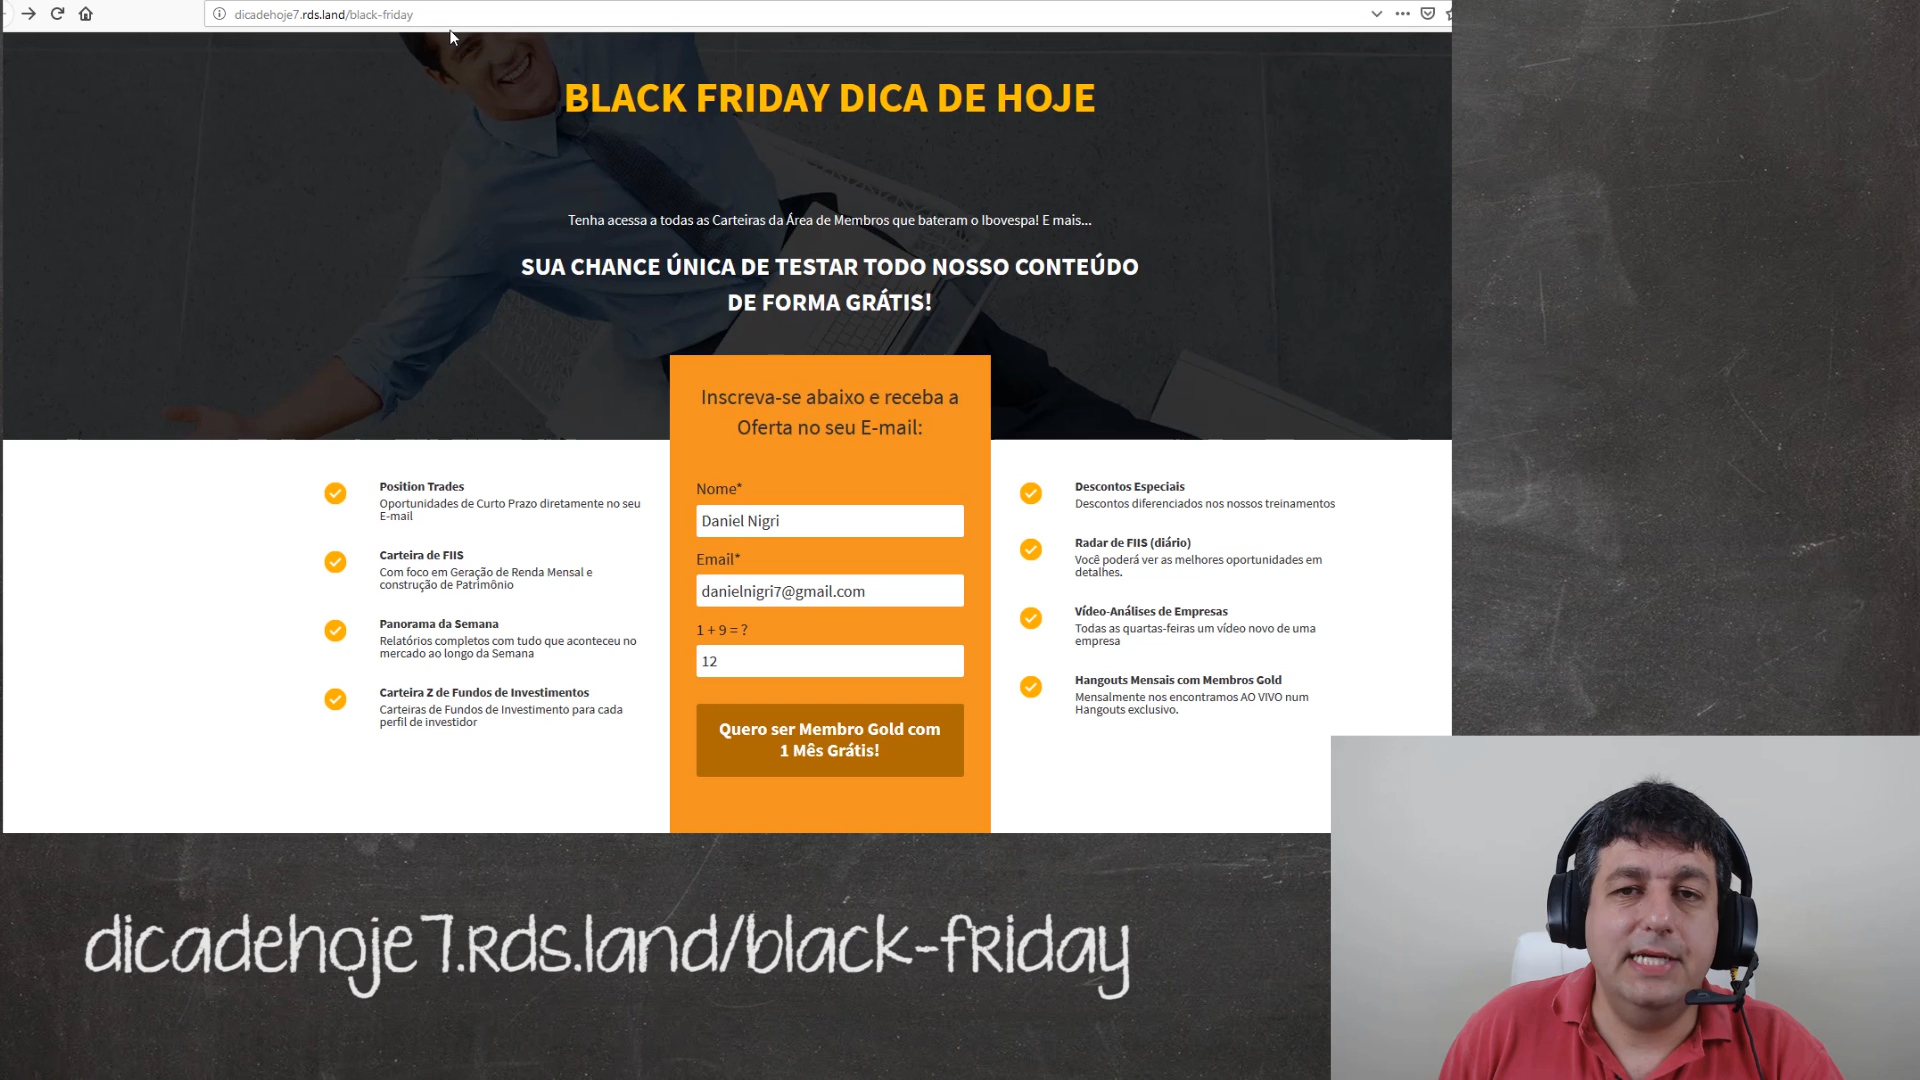 dicadehoje7.rds.land/black-friday
BLACK FRIDAY DICA DE HOJE
Tenha acessa a todas as Carteiras da Área de Membros que bateram o Ibovespa! E mais...
SUA CHANCE ÚNICA DE TESTAR TODO NOSSO CONTEÚDO
DE FORMA GRÁTIS!
Inscreva-se abaixo e receba a
Oferta no seu E-mail:
Nome*
Daniel Nigri
Email*
danielnigri7@gmail.com
1 + 9 = ?
12
Quero ser Membro Gold com
1 Mês Grátis!
Position Trades
Oportunidades de Curto Prazo diretamente no seu
E-mail
Carteira de FIIS
Com foco em Geração de Renda Mensal e
construção de Patrimônio
Panorama da Semana
Relatórios completos com tudo que aconteceu no
mercado ao longo da Semana
Carteira Z de Fundos de Investimentos
Carteiras de Fundos de Investimento para cada
perfil de investidor
Descontos Especiais
Descontos diferenciados nos nossos treinamentos
Radar de FIIS (diário)
Você poderá ver as melhores oportunidades em
detalhes.
Vídeo-Análises de Empresas
Todas as quartas-feiras um vídeo novo de uma
empresa
Hangouts Mensais com Membros Gold
Mensalmente nos encontramos AO VIVO num
Hangouts exclusivo.
dicadehoje7.rds.land/black-friday